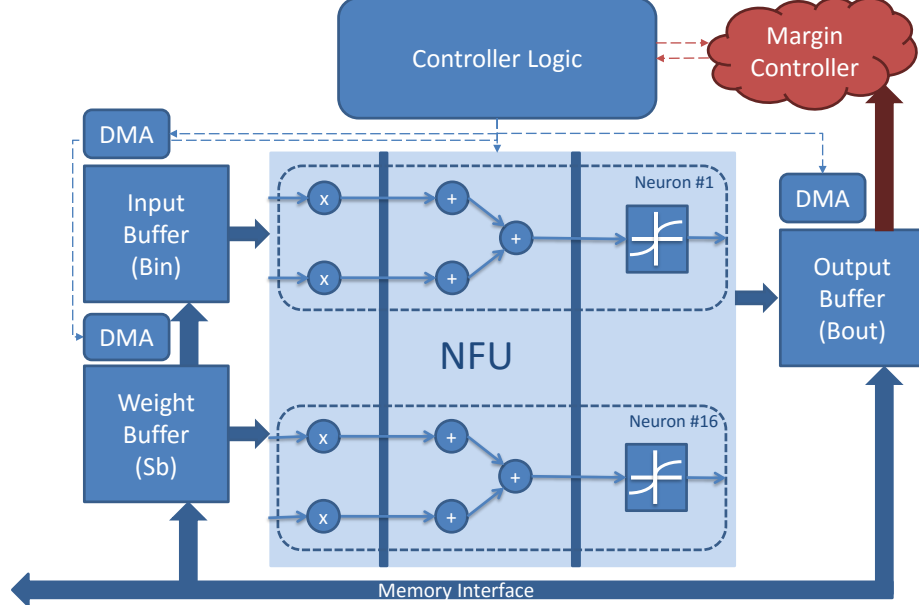 Controller Logic
Margin
Controller
DMA
Input
Buffer
(Bin)
DMA
Weight
Buffer
(Sb)
Neuron #1
x
+
+
x
+
NFU
Neuron #16
x
+
+
x
+
DMA
Output
Buffer
(Bout)
Memory Interface